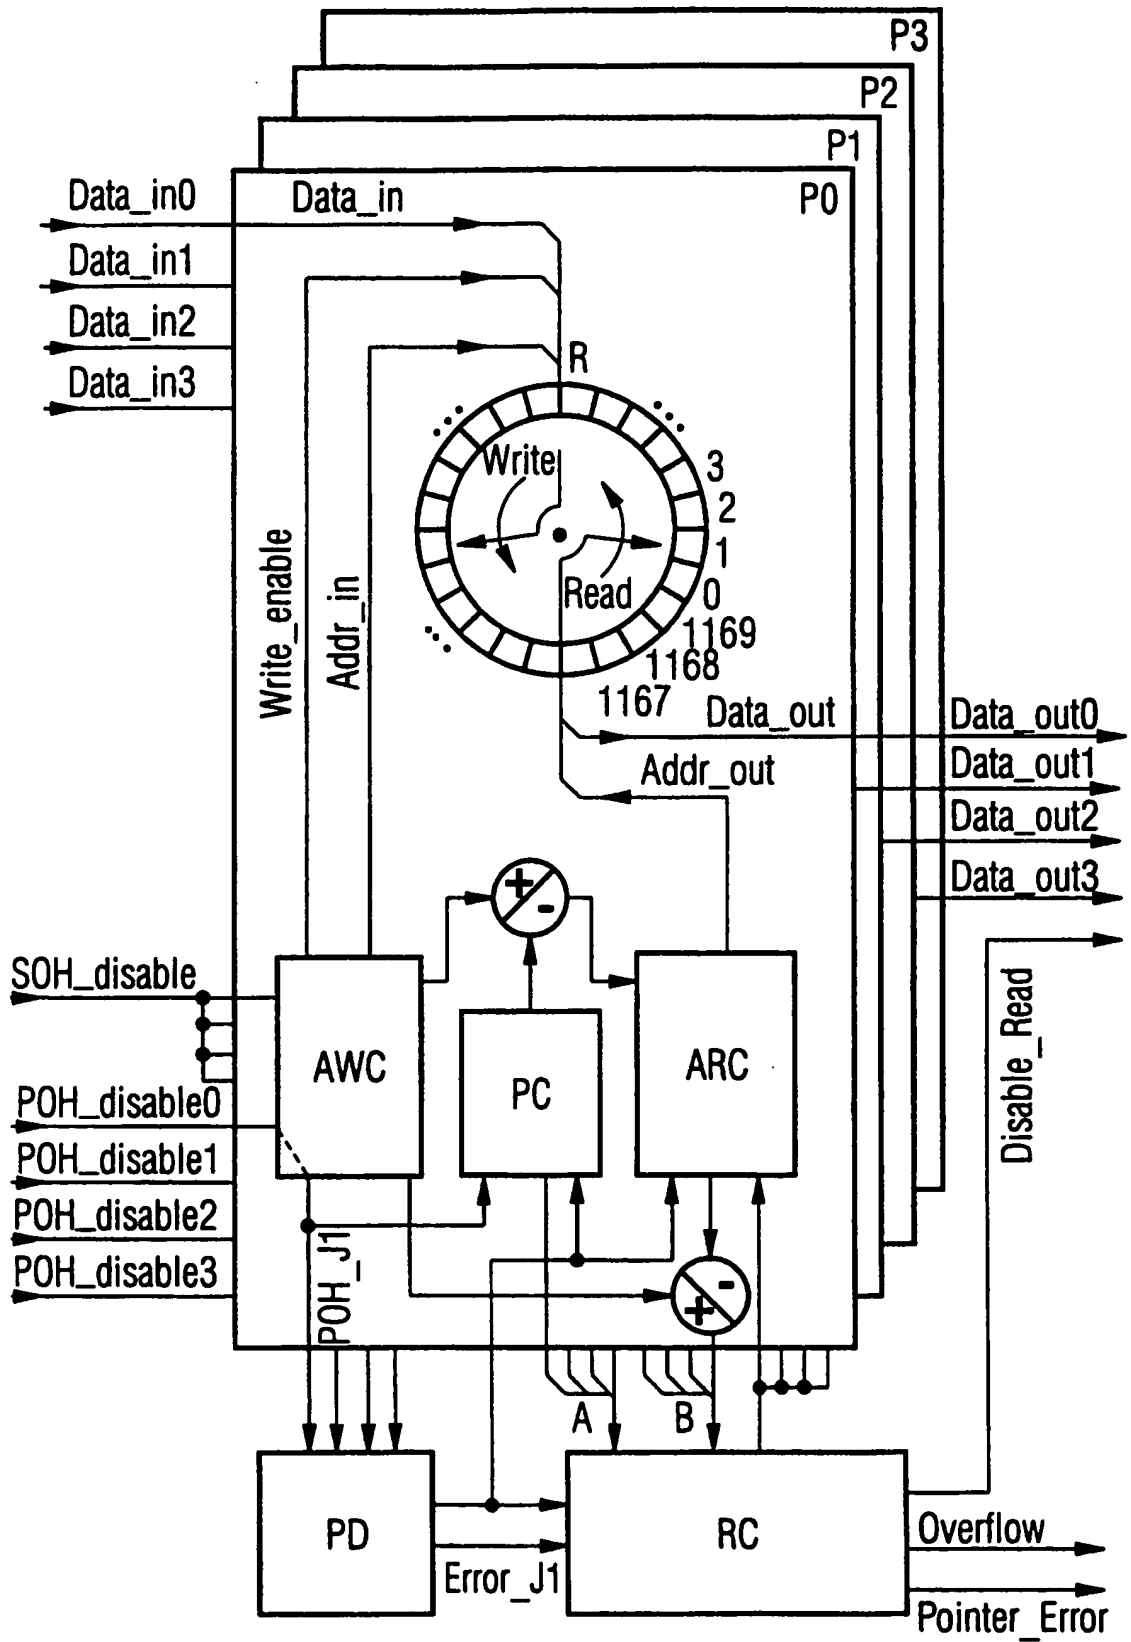 P3
P2
P1
P0
Data_in0
Data_in
Data_in1
Data_in2
Data_in3
R
Write
3
2
1
0
Read
1169
1168
1167
Write_enable
Addr_in
Data_out
Data_out0
Addr_out
Data_out1
Data_out2
Data_out3
+
-
SOH_disable
AWC
PC
ARC
Disable_Read
POH_disable0
POH_disable1
POH_disable2
POH_disable3
POH_J1
-
+
A
B
PD
RC
Error_J1
Overflow
Pointer_Error